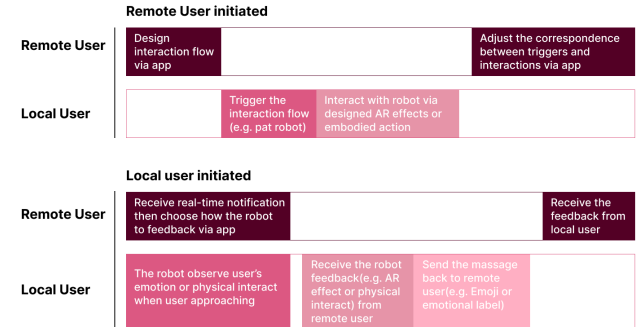 Remote User initiated
Remote User
Design
interaction flow
via app
Adjust the correspondence
between triggers and
interactions via app
Local User
Trigger the
interaction flow
(e.g. pat robot)
Interact with robot via
designed AR effects or
embodied action
Local user initiated
Remote User
Receive real-time notification
then choose how the robot
to feedback via app
Receive the
feedback from
local user
Local User
The robot observe user's
emotion or physical interact
when user approaching
Receive the robot
feedback(e.g. AR
effect or physical
interact) from
remote user
Send the massage
back to remote
user(e.g. Emoji or
emotional label)